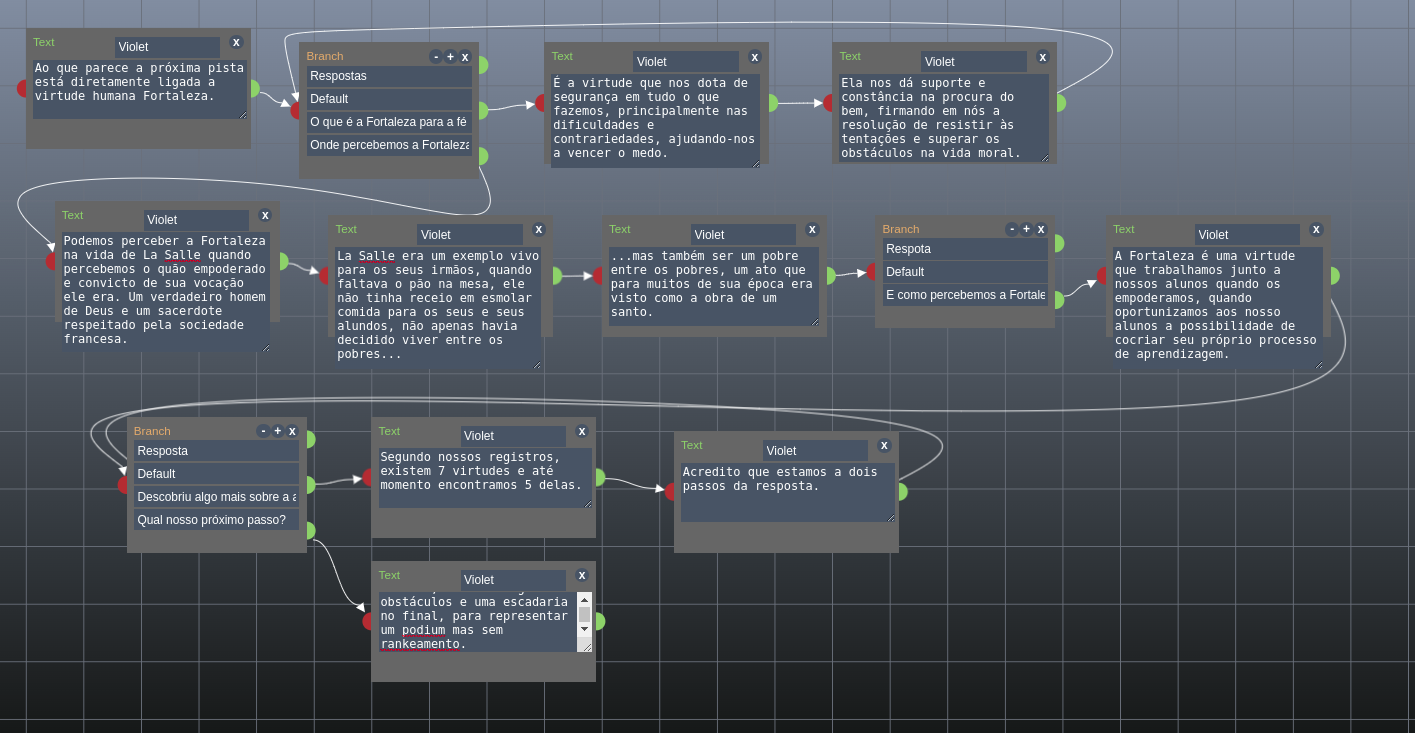 Text
Violet
x
Ao que parece a próxima pista
está diretamente ligada a
virtude humana Fortaleza.
Branch
- + x
Respostas
Default
O que é a Fortaleza para a fé
Onde percebemos a Fortaleza
Text
Violet
x
É a virtude que nos dota de
segurança em tudo o que
fazemos, principalmente nas
dificuldades e
contrariedades, ajudando-nos
a vencer o medo.
Text
Violet
x
Ela nos dá suporte e
constância na procura do
bem, firmando em nós a
resolução de resistir às
tentações e superar os
obstáculos na vida moral.
Text
Violet
x
Podemos perceber a Fortaleza
na vida de La Salle quando
percebemos o quão empoderado
e convicto de sua vocação
ele era. Um verdadeiro homem
de Deus e um sacerdote
respeitado pela sociedade
francesa.
Text
Violet
x
La Salle era um exemplo vivo
para os seus irmãos, quando
faltava o pão na mesa, ele
não tinha receio em esmolar
comida para os seus e seus
alundos, não apenas havia
decidido viver entre os
pobres...
Text
Violet
x
...mas também ser um pobre
entre os pobres, um ato que
para muitos de sua época era
visto como a obra de um
santo.
Branch
- + x
Respota
Default
E como percebemos a Fortale
Text
Violet
x
A Fortaleza é uma virtude
que trabalhamos junto a
nossos alunos quando os
empoderamos, quando
oportunizamos aos nosso
alunos a possibilidade de
cocriar seu próprio processo
de aprendizagem.
Branch
- + x
Resposta
Default
Descobriu algo mais sobre a a
Qual nosso próximo passo?
Text
Violet
x
Segundo nossos registros,
existem 7 virtudes e até
momento encontramos 5 delas.
Text
Violet
x
Acredito que estamos a dois
passos da resposta.
Text
Violet
x
obstáculos e uma escadaria
no final, para representar
um podium mas sem
rankeamento.